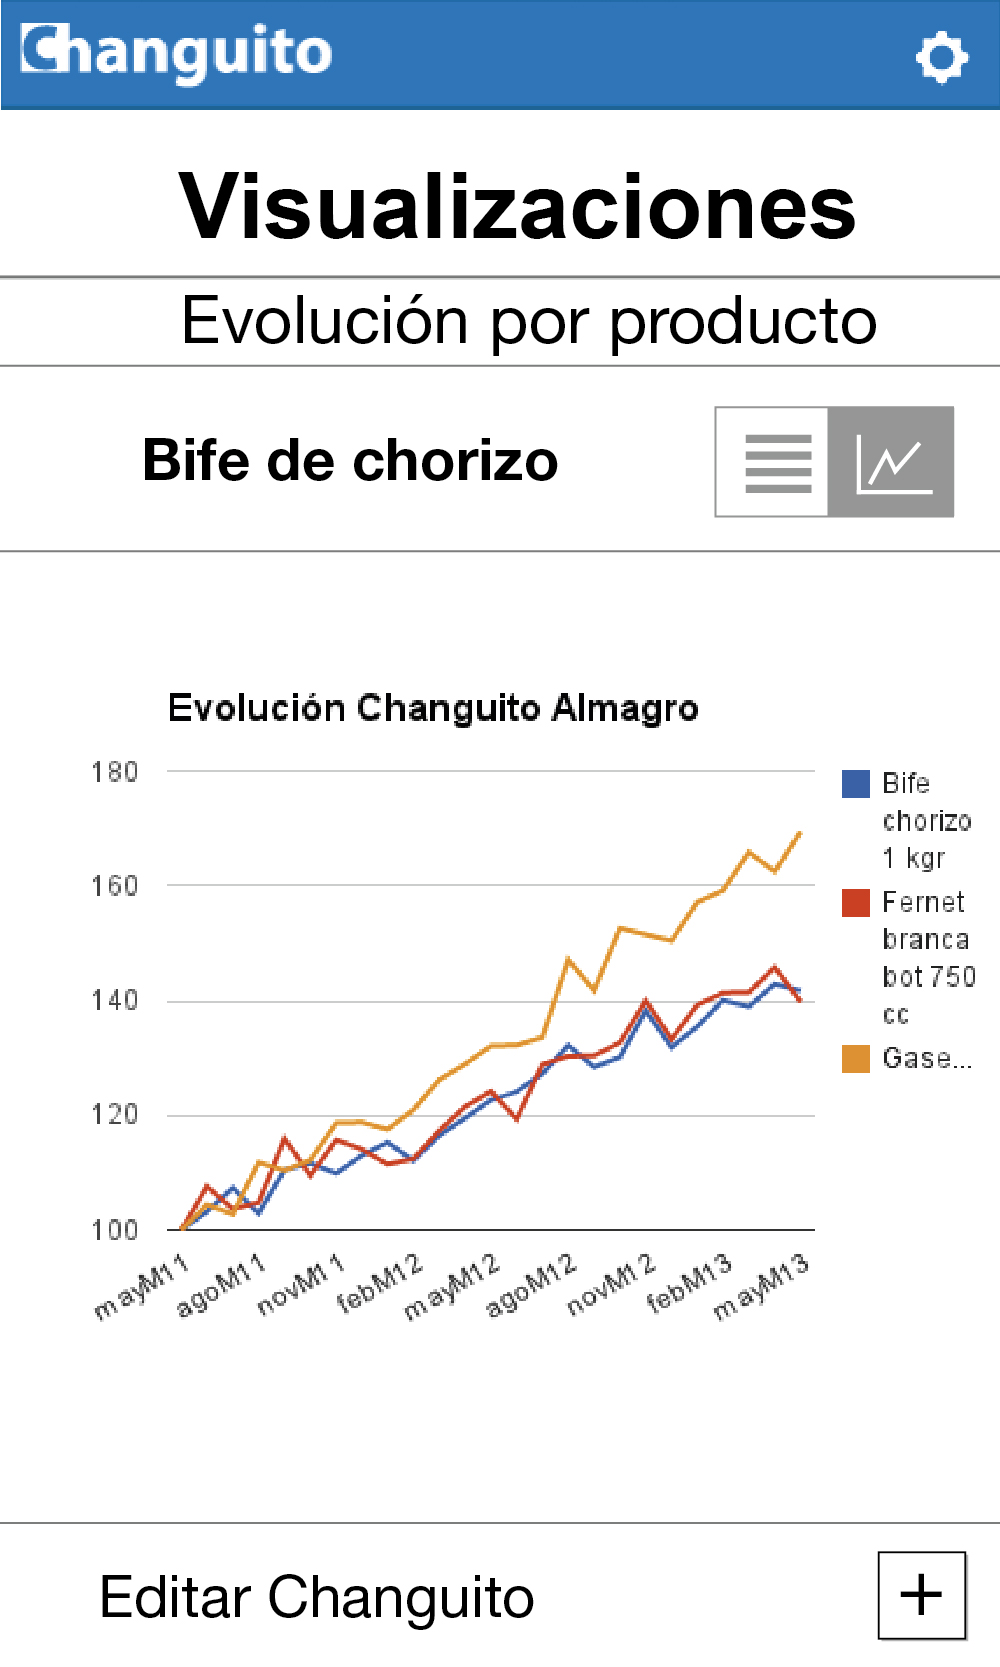 Changuito
Visualizaciones
Evolución por producto
Bife de chorizo
Evolución Changuito Almagro
180
160
140
120
100
mayM11
agoM11
novM11
febM12
mayM12
agoM12
novM12
febM13
mayM13
Bife
chorizo
1 kgr
Fernet
branca
bot 750
cc
Gase...
Editar Changuito
+